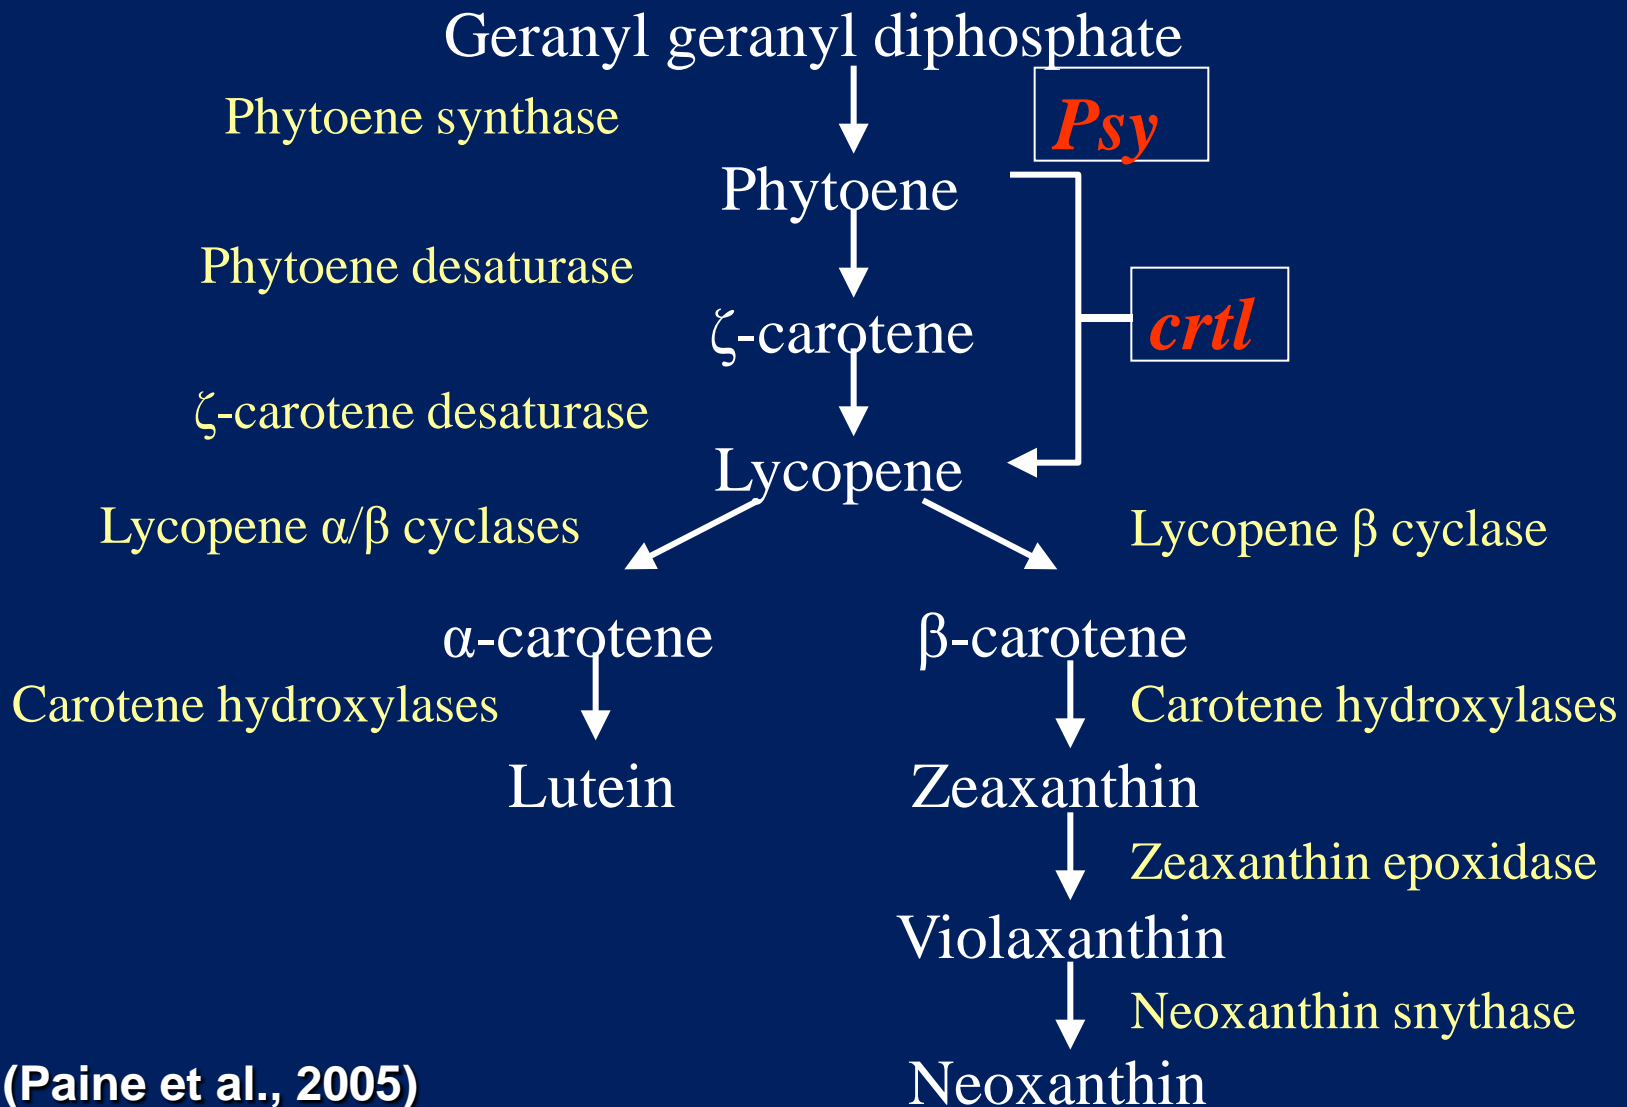 Geranyl geranyl diphosphate
Phytoene synthase
Psy
Phytoene
Phytoene desaturase
crtl
ζ-carotene
ζ-carotene desaturase
Lycopene
Lycopene α/β cyclases
Lycopene β cyclase
α-carotene
β-carotene
Carotene hydroxylases
Carotene hydroxylases
Lutein
Zeaxanthin
Zeaxanthin epoxidase
Violaxanthin
Neoxanthin snythase
Neoxanthin
(Paine et al., 2005)